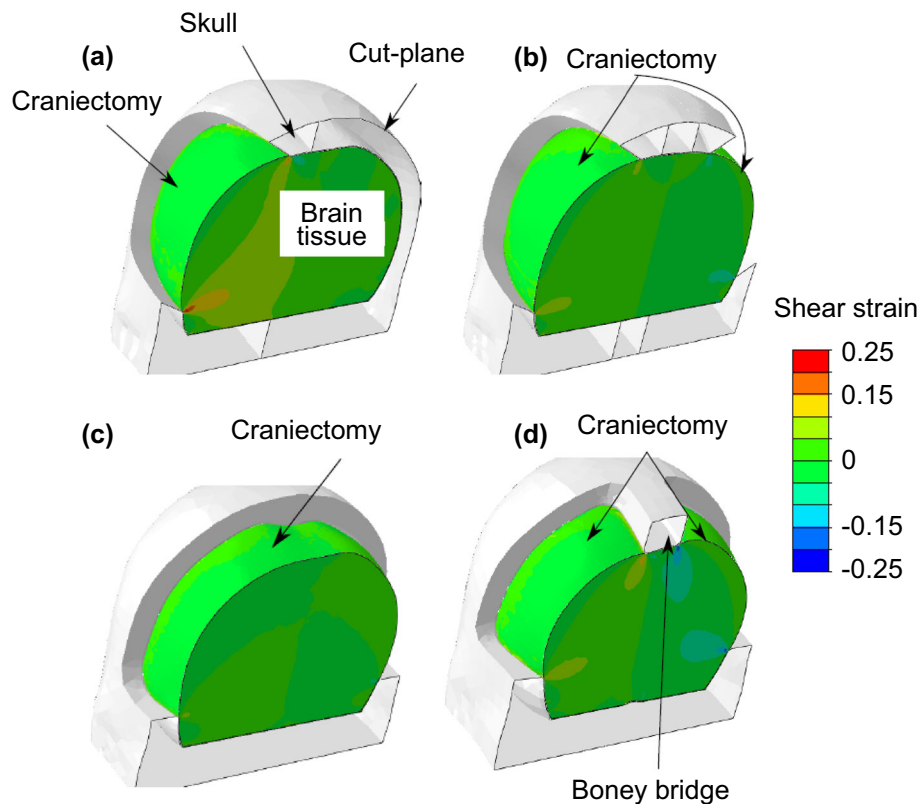 Skull
(a)
Cut-plane
Craniectomy
Brain
tissue
(b)
Craniectomy
Shear strain
0.25
0.15
0
-0.15
-0.25
(c)
Craniectomy
(d)
Craniectomy
Boney bridge